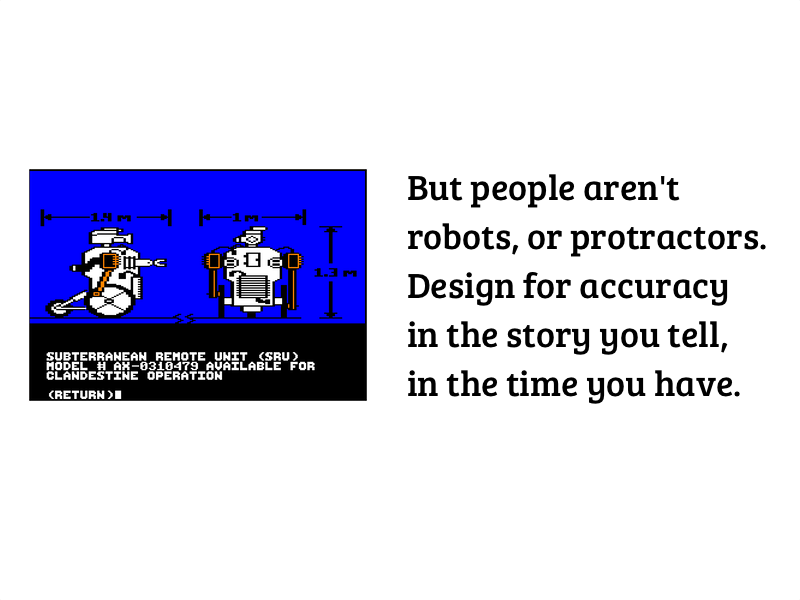 1.9 m
1 m
1.3 m
SUBTERRANEAN REMOTE UNIT (SRU)
MODEL # AX-0310479 AVAILABLE FOR
CLANDESTINE OPERATION
(RETURN)
But people aren't
robots, or protractors.
Design for accuracy
in the story you tell,
in the time you have.